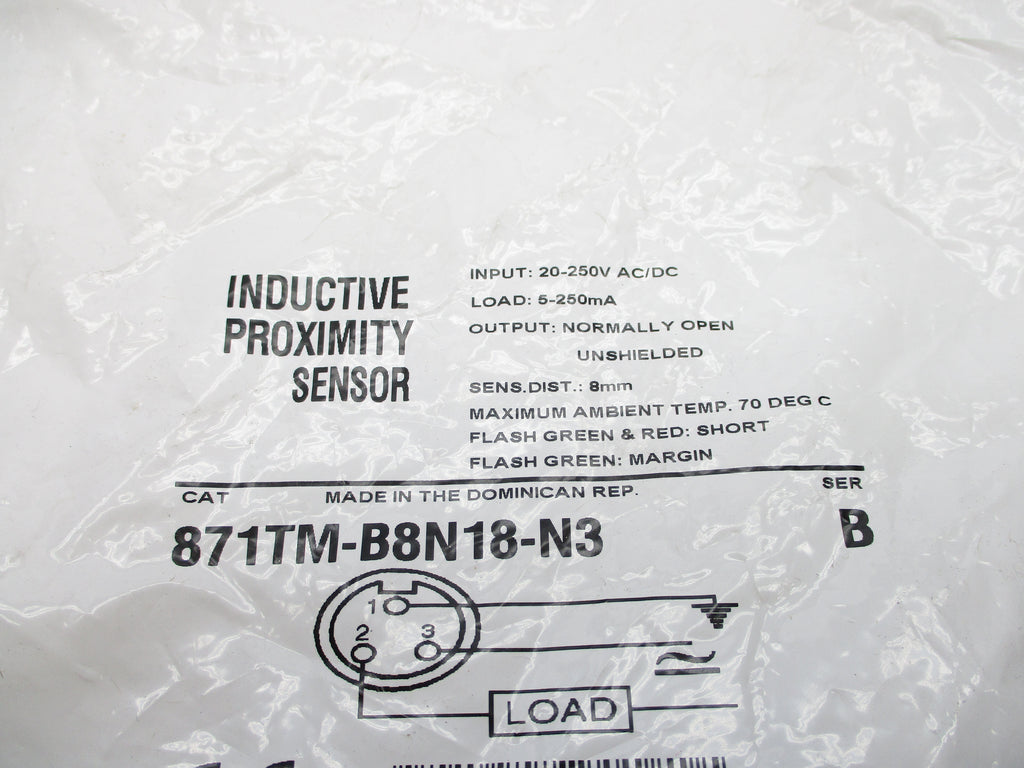 INDUCTIVE
PROXIMITY
SENSOR
INPUT: 20-250V AC/DC
LOAD: 5-250mA
OUTPUT: NORMALLY OPEN
UNSHIELDED
SENS.DIST.: 8mm
MAXIMUM AMBIENT TEMP. 70 DEG C
FLASH GREEN & RED: SHORT
FLASH GREEN: MARGIN
CAT MADE IN THE DOMINICAN REP. SER
871TM-B8N18-N3 B
1
2 3
LOAD